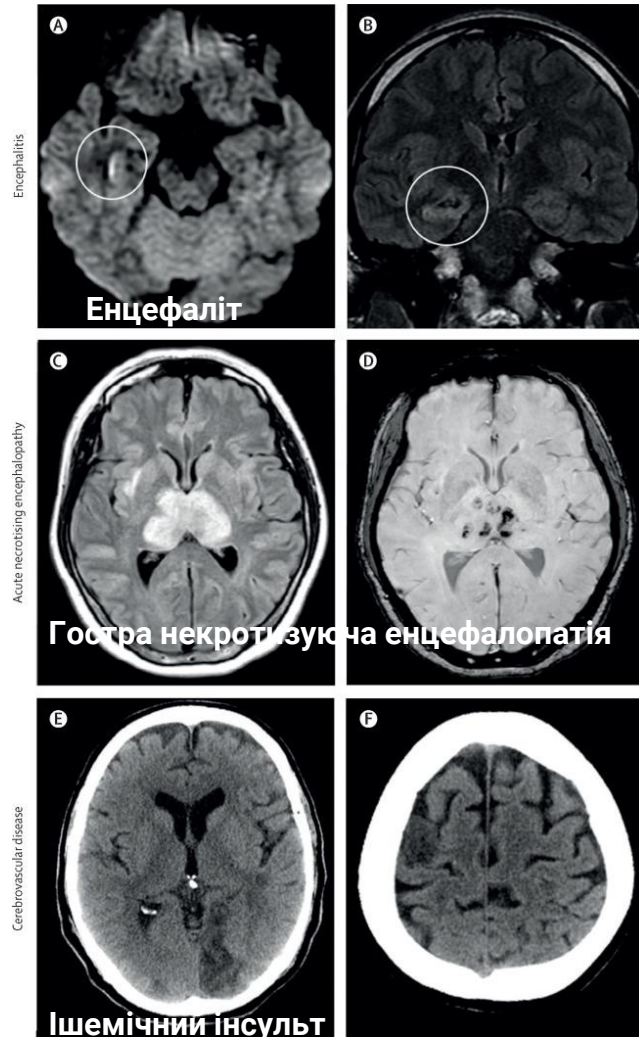 A
B
Encephalitis
Енцефаліт
C
D
Acute necrotising encephalopathy
Гостра некротизуюча енцефалопатія
E
F
Cerebrovascular disease
Ішемічний інсульт